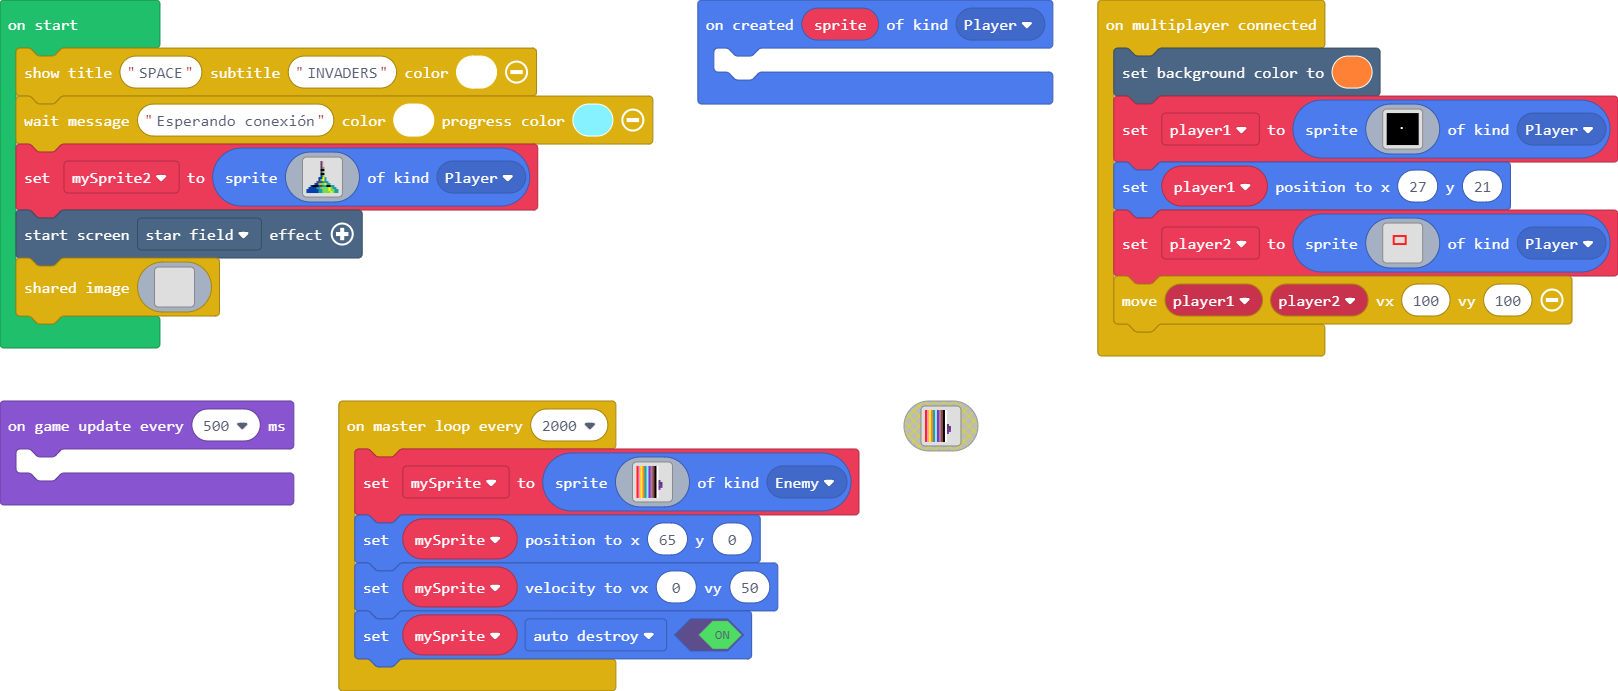 on start
show title "SPACE" subtitle "INVADERS" color
wait message "Esperando conexión" color progress color
set mySprite2 to sprite of kind Player
start screen star field effect
shared image
on created sprite of kind Player
on multiplayer connected
set background color to
set player1 to sprite of kind Player
set player1 position to x 27 y 21
set player2 to sprite of kind Player
move player1 player2 vx 100 vy 100
on game update every 500 ms
on master loop every 2000
set mySprite to sprite of kind Enemy
set mySprite position to x 65 y 0
set mySprite velocity to vx 0 vy 50
set mySprite auto destroy ON